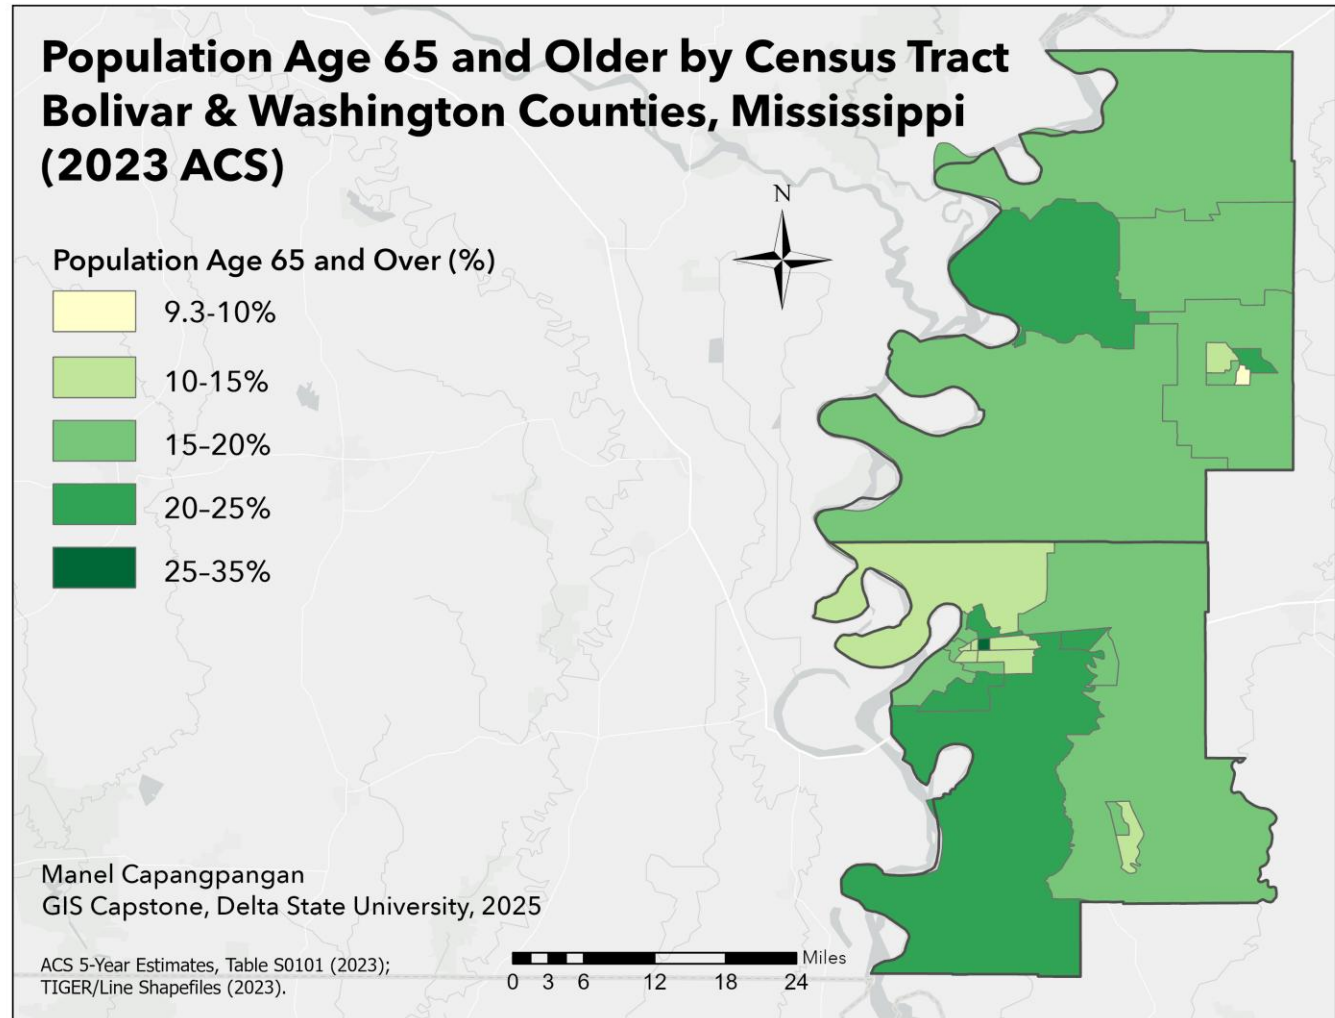 Population Age 65 and Older by Census Tract
Bolivar & Washington Counties, Mississippi
(2023 ACS)
N
Population Age 65 and Over (%)
9.3-10%
10-15%
15–20%
20–25%
25–35%
Manel Capangpangan
GIS Capstone, Delta State University, 2025
ACS 5-Year Estimates, Table S0101 (2023);
TIGER/Line Shapefiles (2023).
Miles
0 3 6 12 18 24